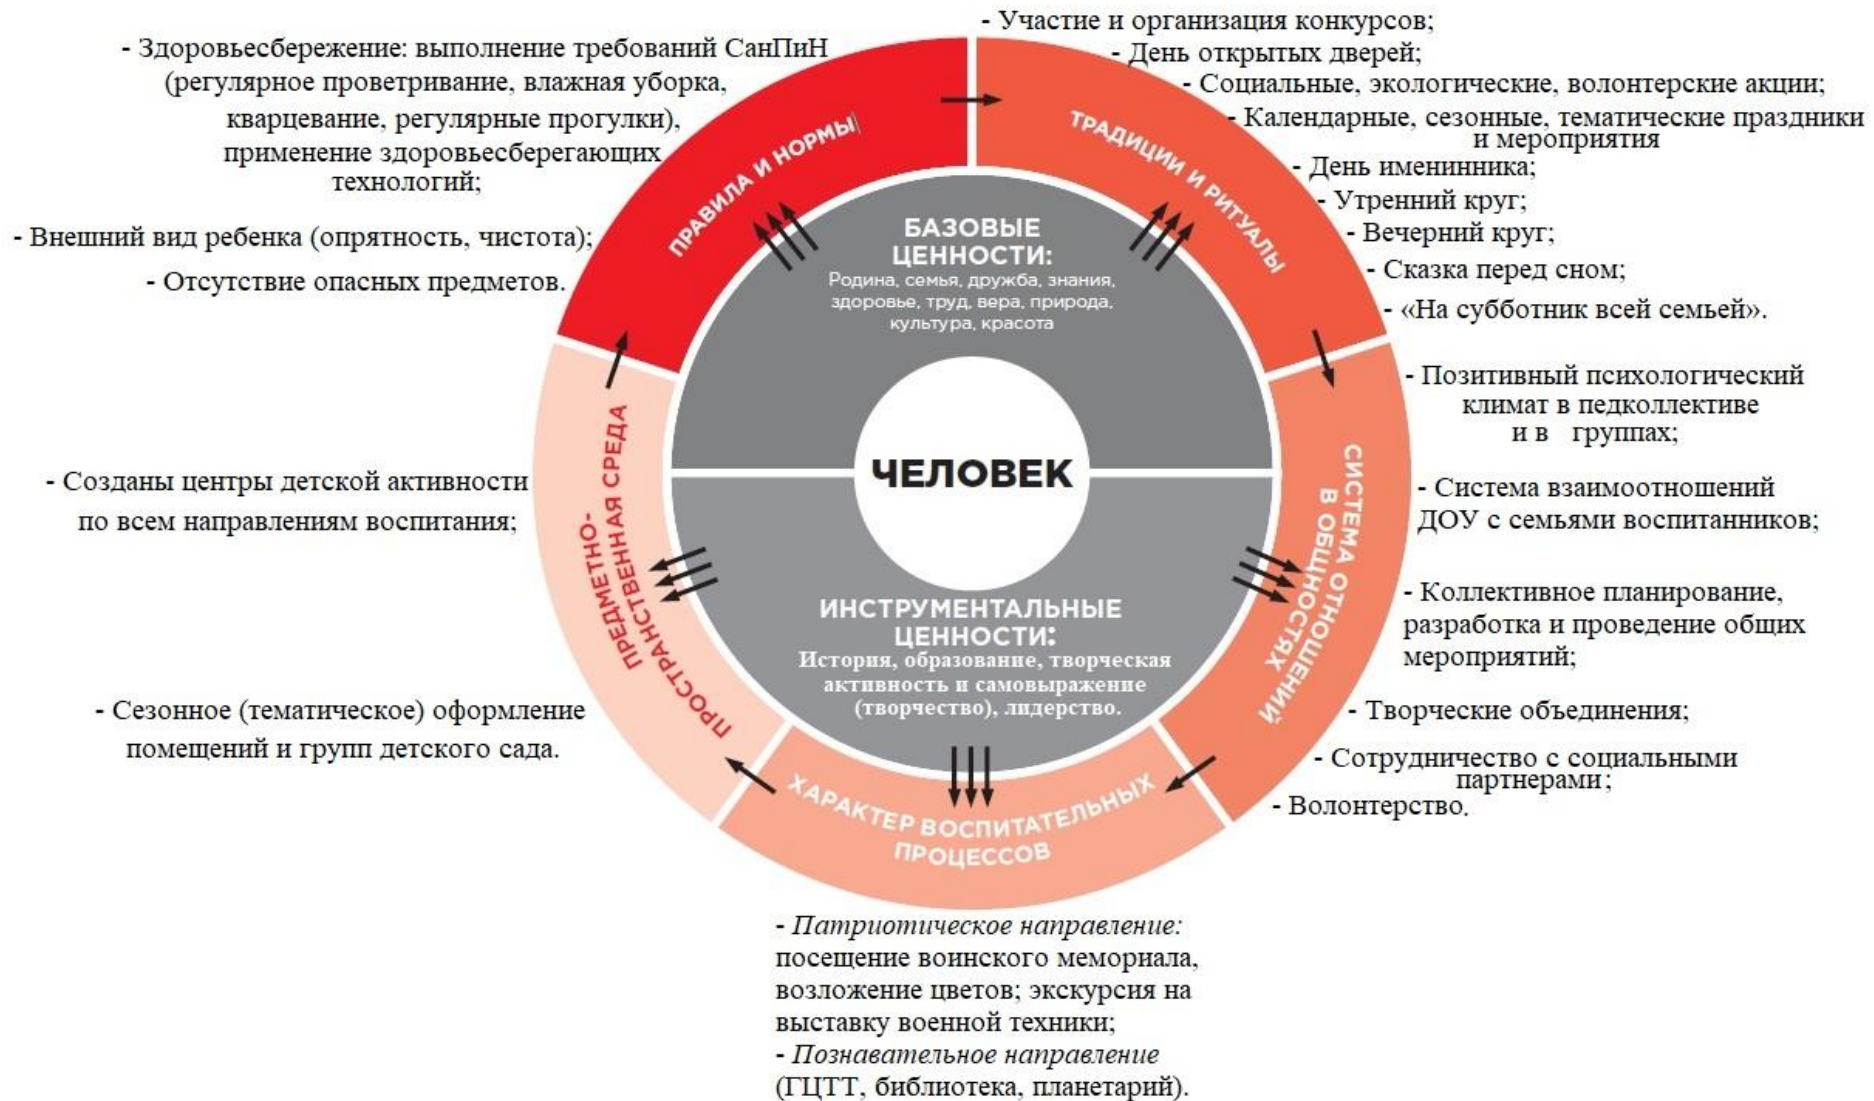 - Здоровьесбережение: выполнение требований СанПиН
(регулярное проветривание, влажная уборка,
кварцевание, регулярные прогулки),
применение здоровьесберегающих
технологий;
- Внешний вид ребенка (опрятность, чистота);
- Отсутствие опасных предметов.
ПРАВИЛА И НОРМЫ
- Участие и организация конкурсов;
- День открытых дверей;
- Социальные, экологические, волонтерские акции;
- Календарные, сезонные, тематические праздники
и мероприятия
- День именинника;
- Утренний круг;
- Вечерний круг;
- Сказка перед сном;
- «На субботник всей семьей».
ТРАДИЦИИ И РИТУАЛЫ
БАЗОВЫЕ
ЦЕННОСТИ:
Родина, семья, дружба, знания,
здоровье, труд, вера, природа,
культура, красота
ЧЕЛОВЕК
ИНСТРУМЕНТАЛЬНЫЕ
ЦЕННОСТИ:
История, образование, творческая
активность и самовыражение
(творчество), лидерство.
СИСТЕМА ОТНОШЕНИЙ
В ОБЩНОСТЯХ
- Позитивный психологический
климат в педколлективе
и в группах;
- Система взаимоотношений
ДОУ с семьями воспитанников;
- Коллективное планирование,
разработка и проведение общих
мероприятий;
- Творческие объединения;
- Сотрудничество с социальными
партнерами;
- Волонтерство.
ПРЕДМЕТНО-
ПРОСТРАНСТВЕННАЯ СРЕДА
- Созданы центры детской активности
по всем направлениям воспитания;
- Сезонное (тематическое) оформление
помещений и групп детского сада.
ХАРАКТЕР ВОСПИТАТЕЛЬНЫХ
ПРОЦЕССОВ
- Патриотическое направление:
посещение воинского мемориала,
возложение цветов; экскурсия на
выставку военной техники;
- Познавательное направление
(ГЦТТ, библиотека, планетарий).